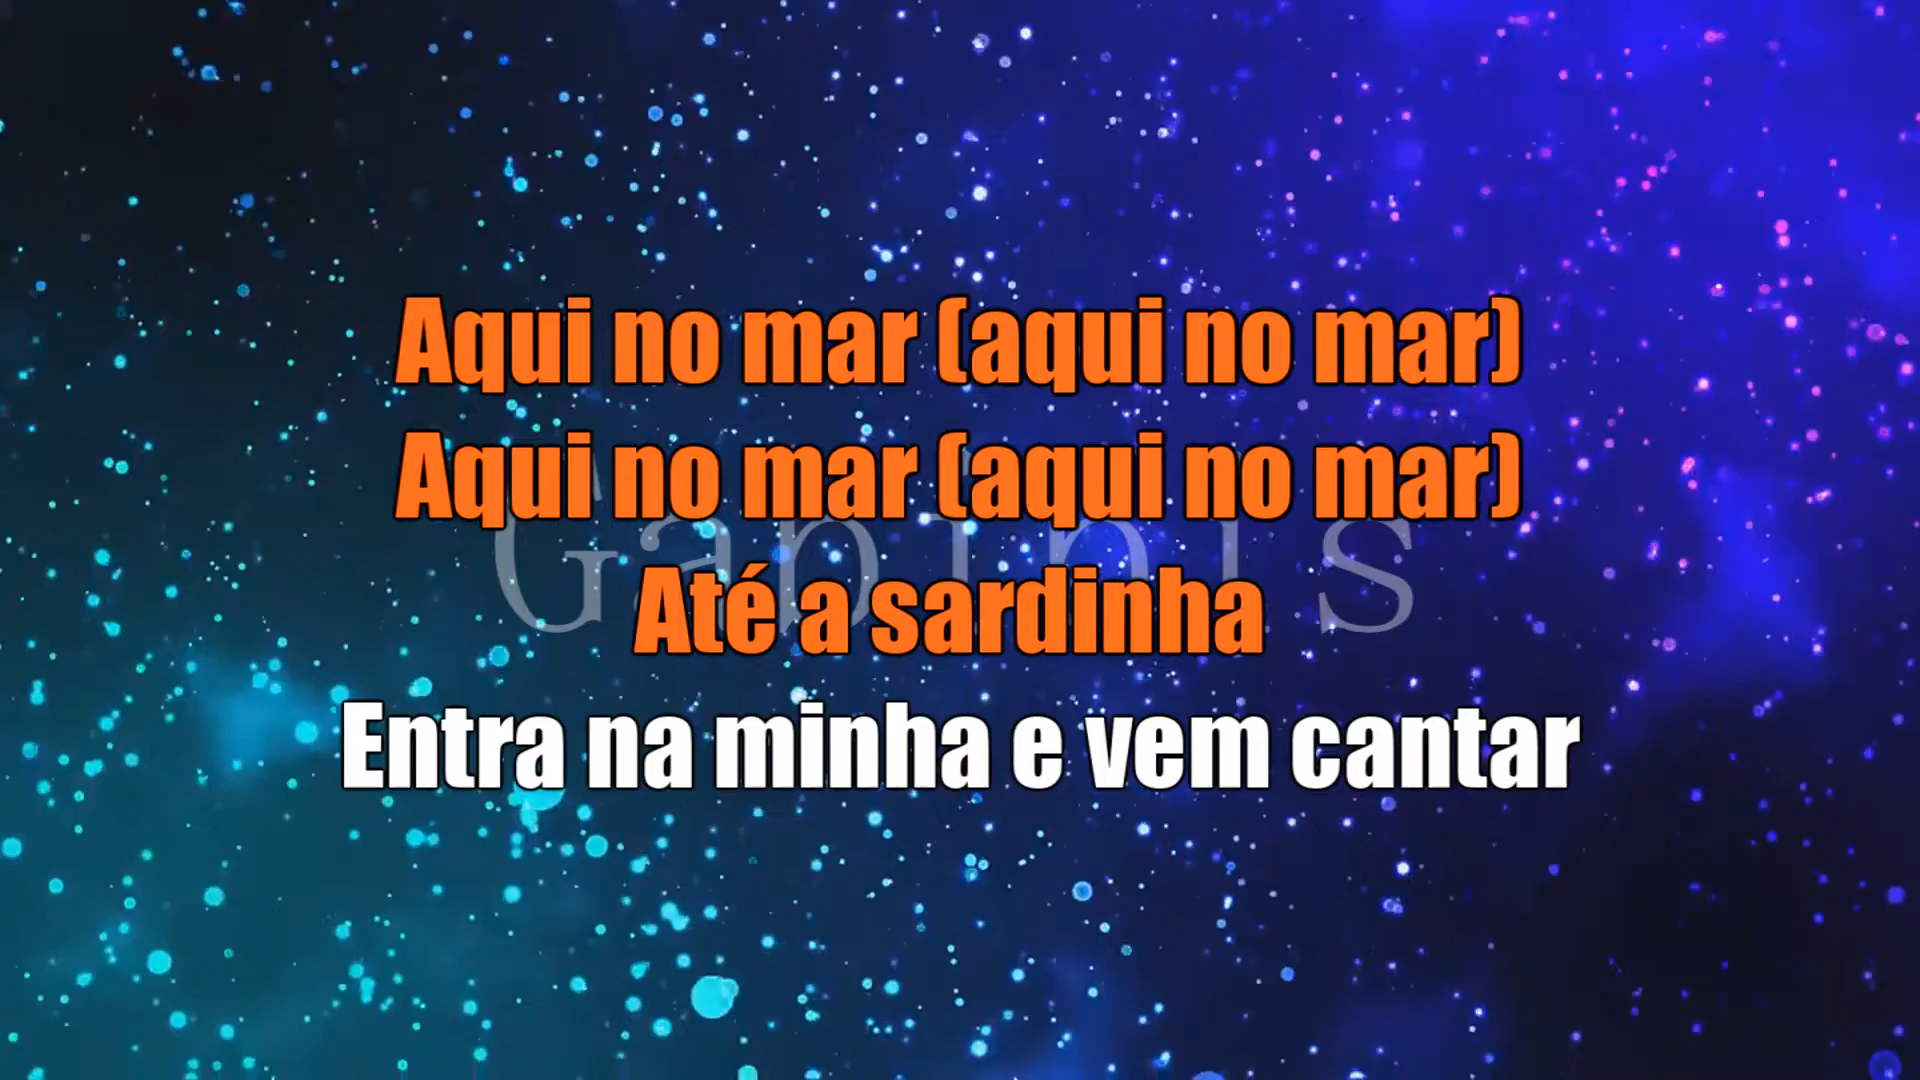 Aqui no mar (aqui no mar)
Aqui no mar (aqui no mar)
Até a sardinha
Entra na minha e vem cantar